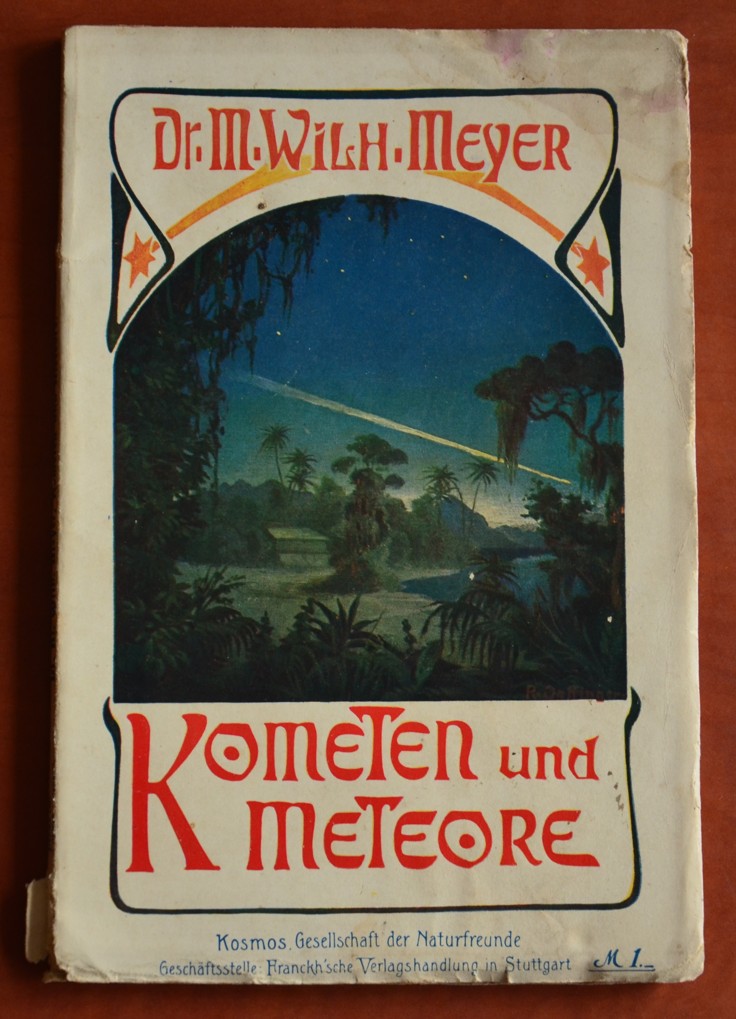 Dr. M. Wilh. Meyer
Kometen und
Meteore
Kosmos, Gesellschaft der Naturfreunde
Geschäftsstelle: Franckh'sche Verlagshandlung in Stuttgart M 1.—